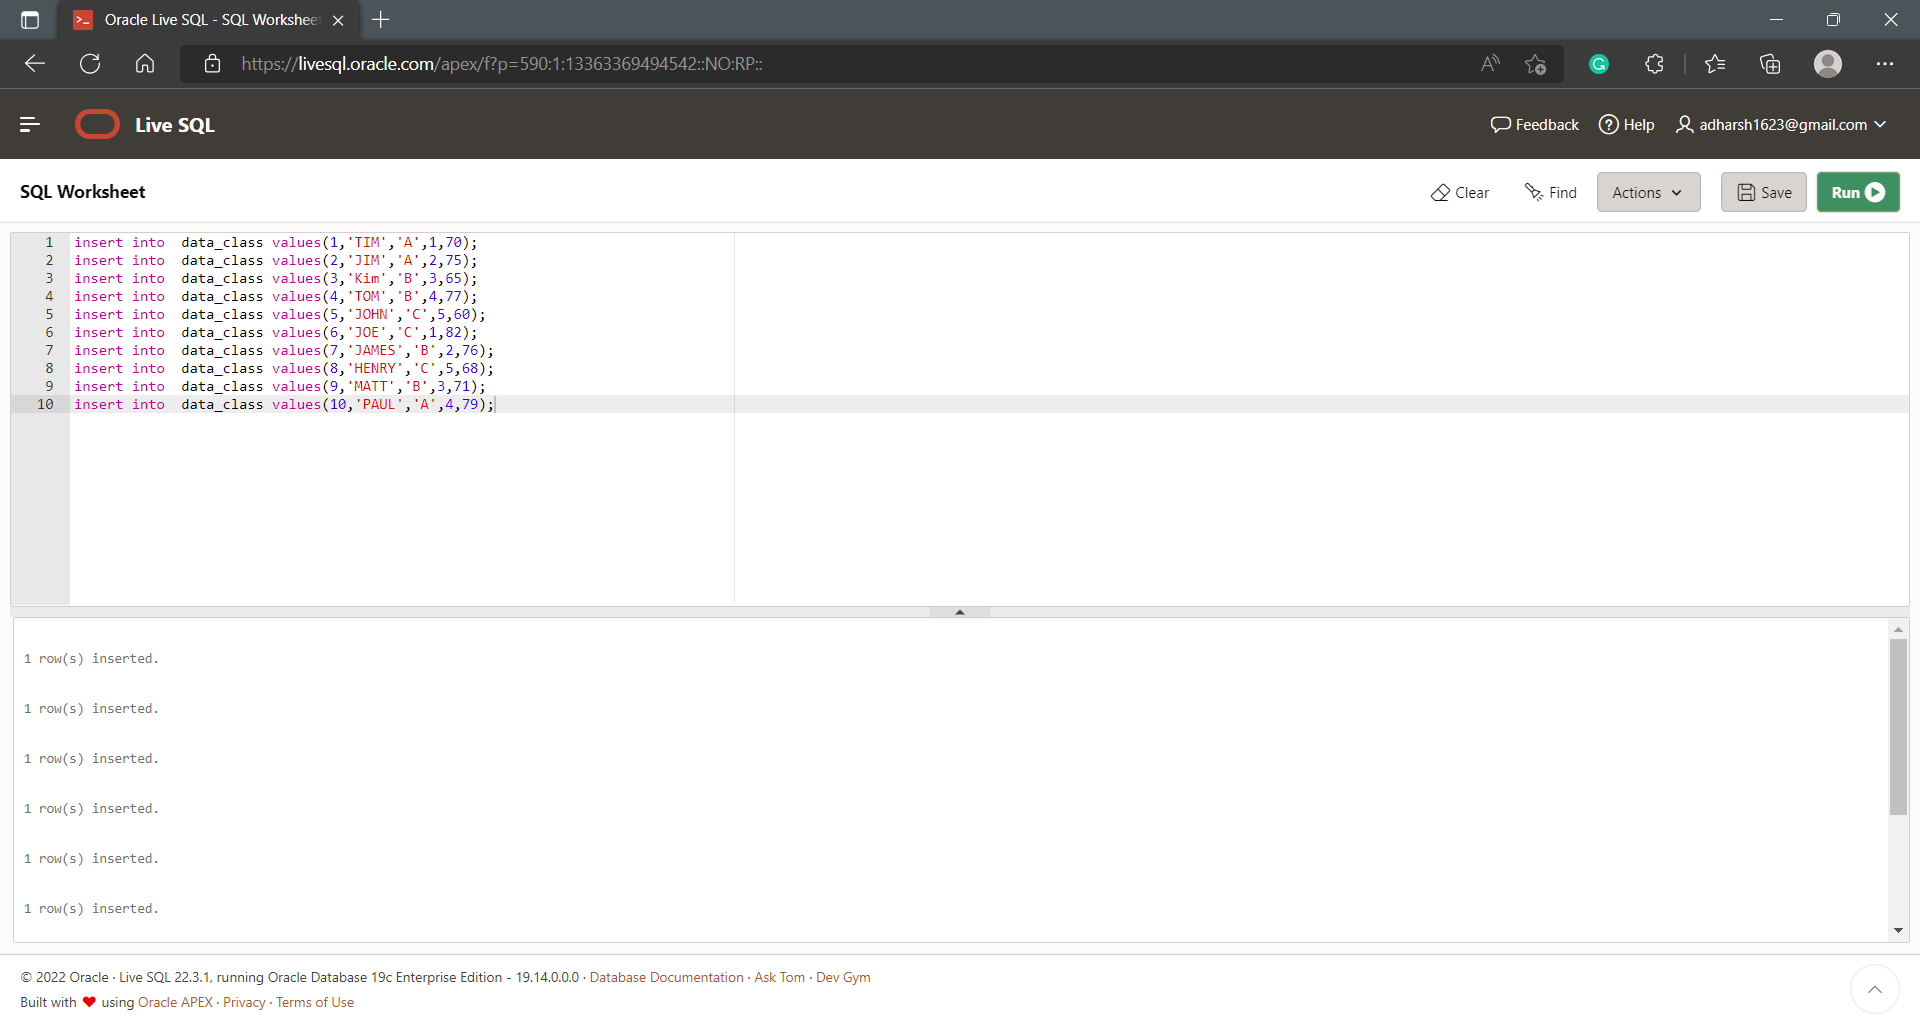 Oracle Live SQL - SQL Workshee
https://livesql.oracle.com/apex/f?p=590:1:13363369494542::NO:RP::
Live SQL
Feedback
Help
adharsh1623@gmail.com
SQL Worksheet
Clear
Find
Actions
Save
Run
1 insert into  data_class values(1,'TIM','A',1,70);
2 insert into  data_class values(2,'JIM','A',2,75);
3 insert into  data_class values(3,'Kim','B',3,65);
4 insert into  data_class values(4,'TOM','B',4,77);
5 insert into  data_class values(5,'JOHN','C',5,60);
6 insert into  data_class values(6,'JOE','C',1,82);
7 insert into  data_class values(7,'JAMES','B',2,76);
8 insert into  data_class values(8,'HENRY','C',5,68);
9 insert into  data_class values(9,'MATT','B',3,71);
10 insert into  data_class values(10,'PAUL','A',4,79);
1 row(s) inserted.
1 row(s) inserted.
1 row(s) inserted.
1 row(s) inserted.
1 row(s) inserted.
1 row(s) inserted.
© 2022 Oracle · Live SQL 22.3.1, running Oracle Database 19c Enterprise Edition - 19.14.0.0.0 · Database Documentation · Ask Tom · Dev Gym
Built with ❤ using Oracle APEX · Privacy · Terms of Use